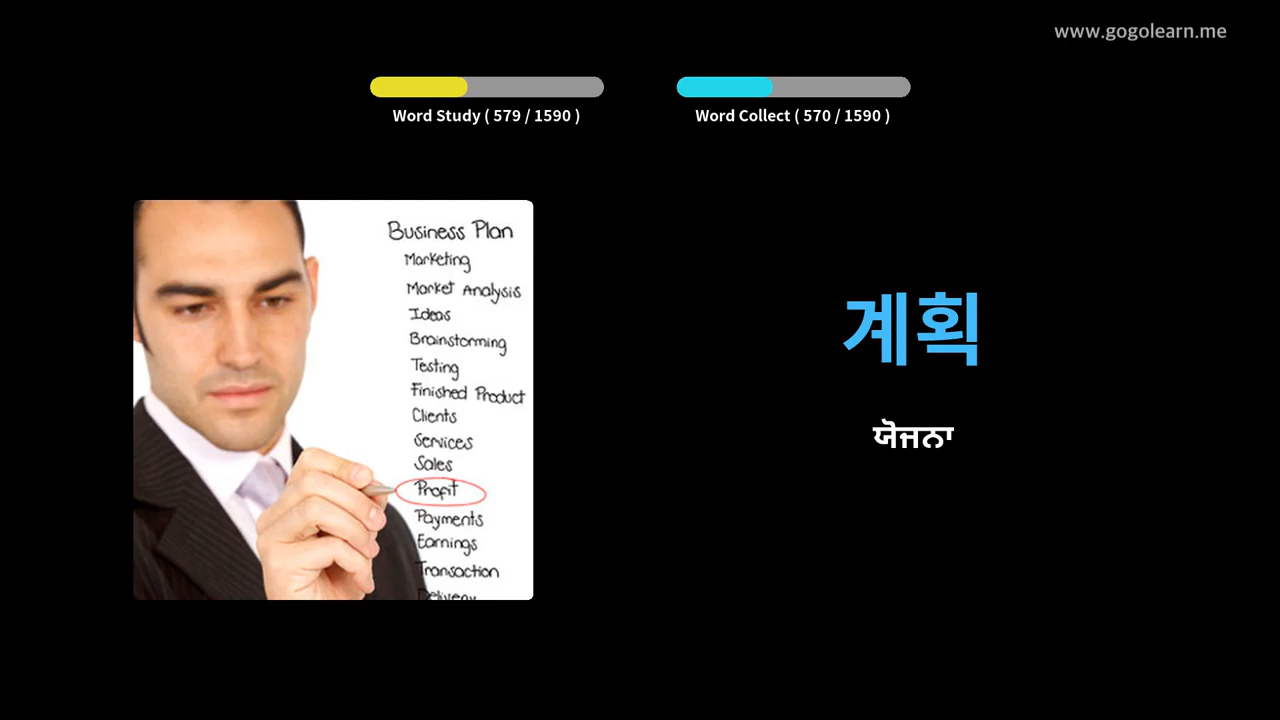 www.gogolearn.me
Word Study ( 579 / 1590 )
Word Collect ( 570 / 1590 )
Business Plan
Marketing
Market Analysis
Ideas
Brainstorming
Testing
Finished Product
Clients
Services
Sales
Profit
Payments
Earnings
Transaction
Delivery
계획
ਯੋਜਨਾ